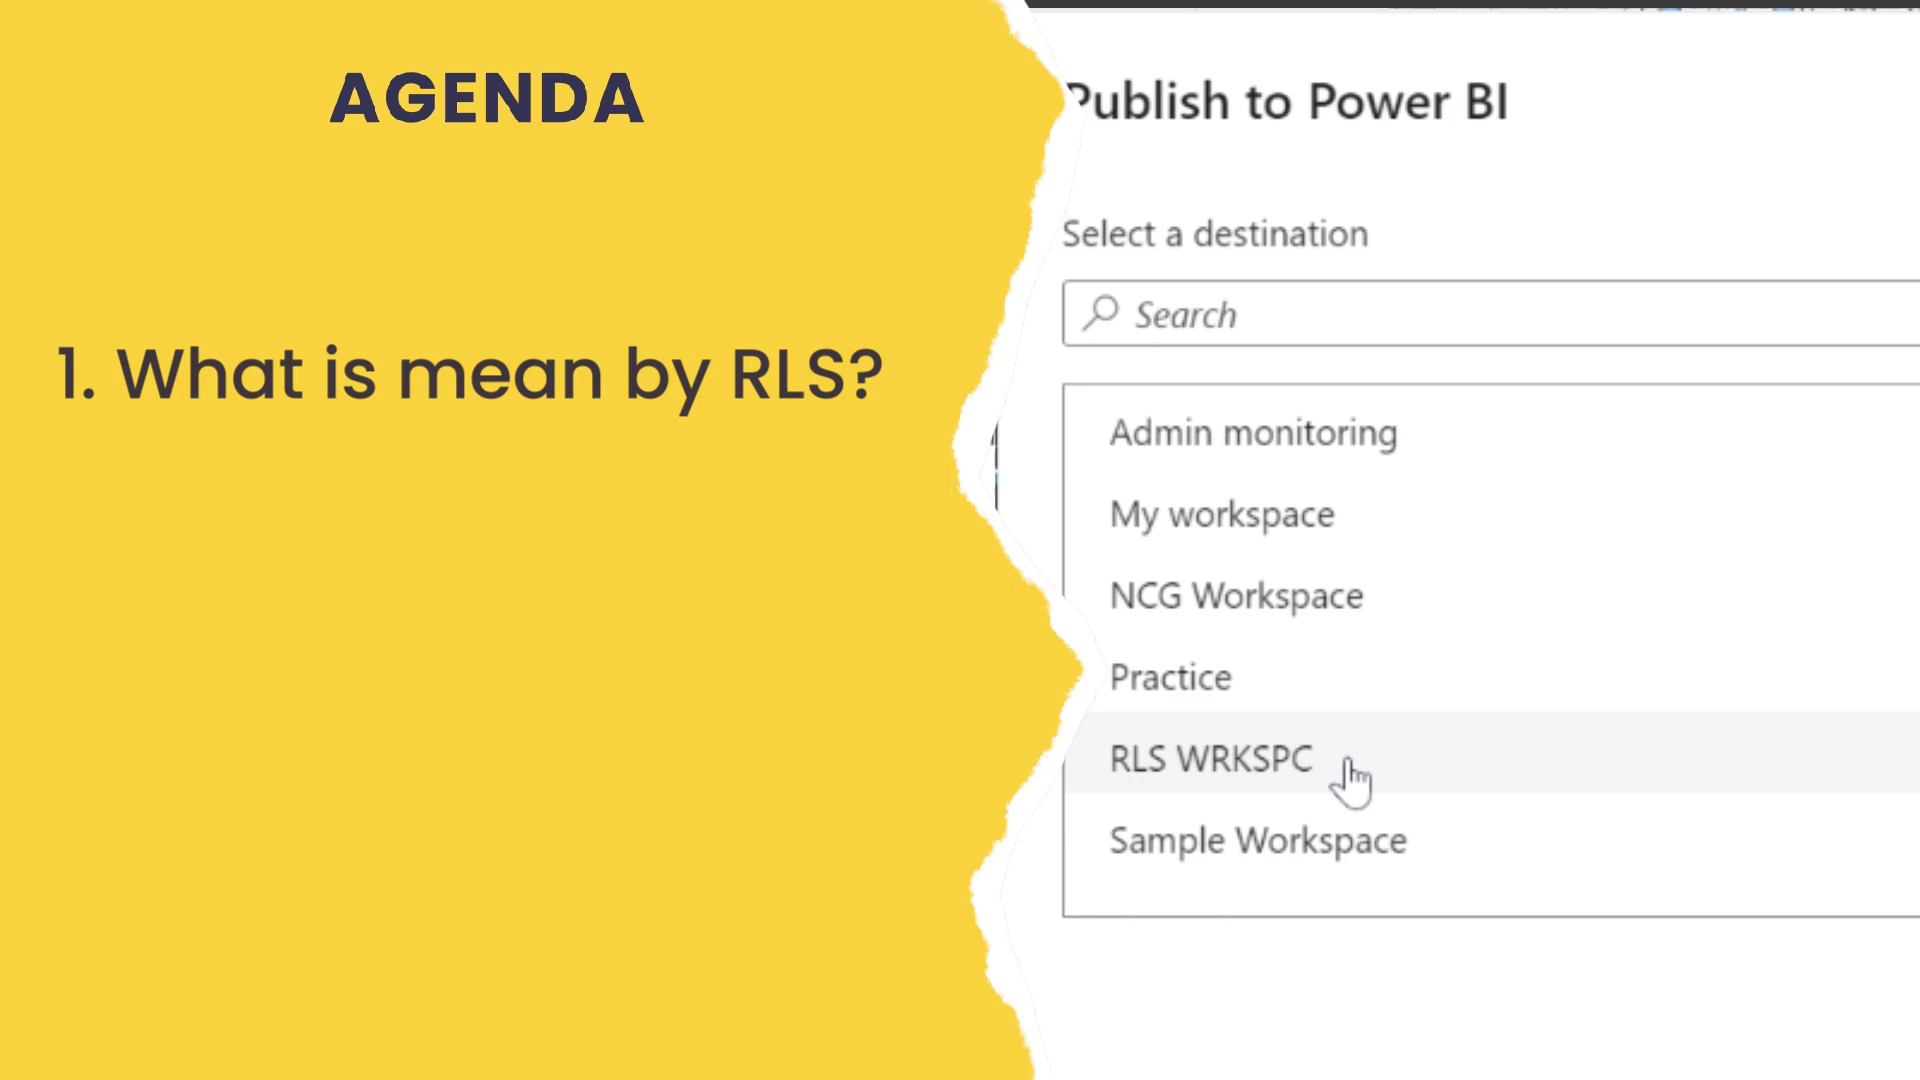 AGENDA
1. What is mean by RLS?
Publish to Power BI
Select a destination
Search
Admin monitoring
My workspace
NCG Workspace
Practice
RLS WRKSPC
Sample Workspace